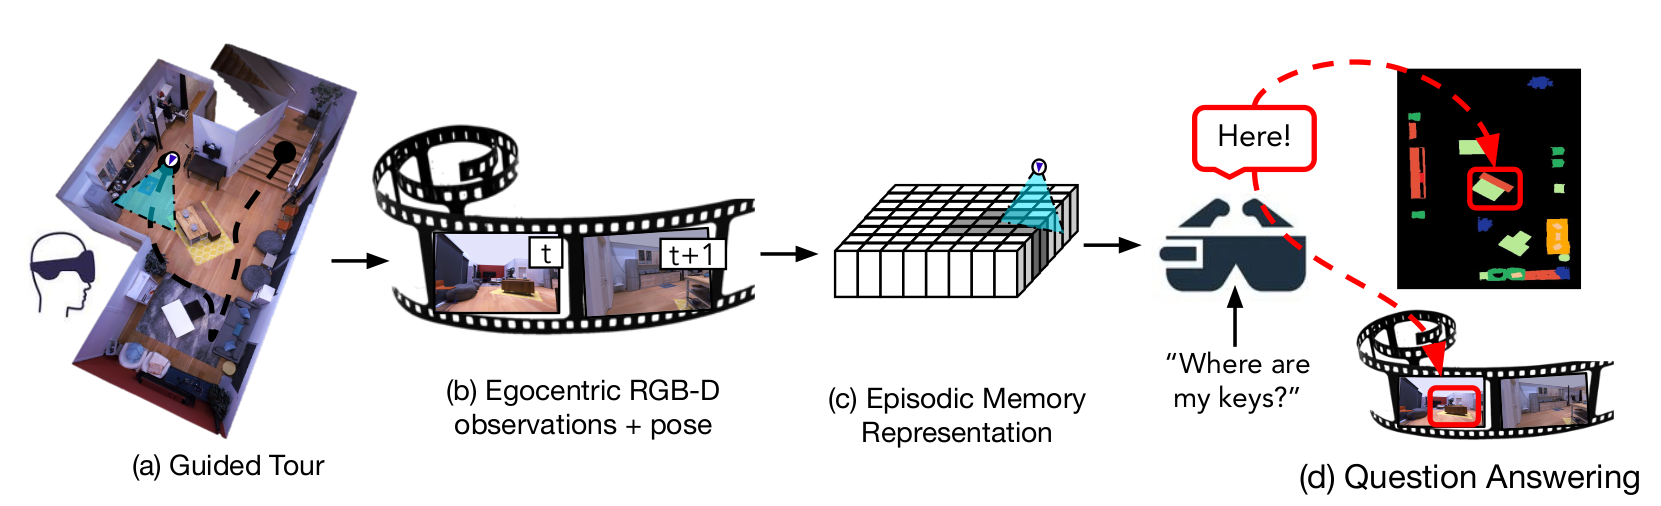 t
t+1
Here!
“Where are
my keys?”
(a) Guided Tour
(b) Egocentric RGB-D
observations + pose
(c) Episodic Memory
Representation
(d) Question Answering